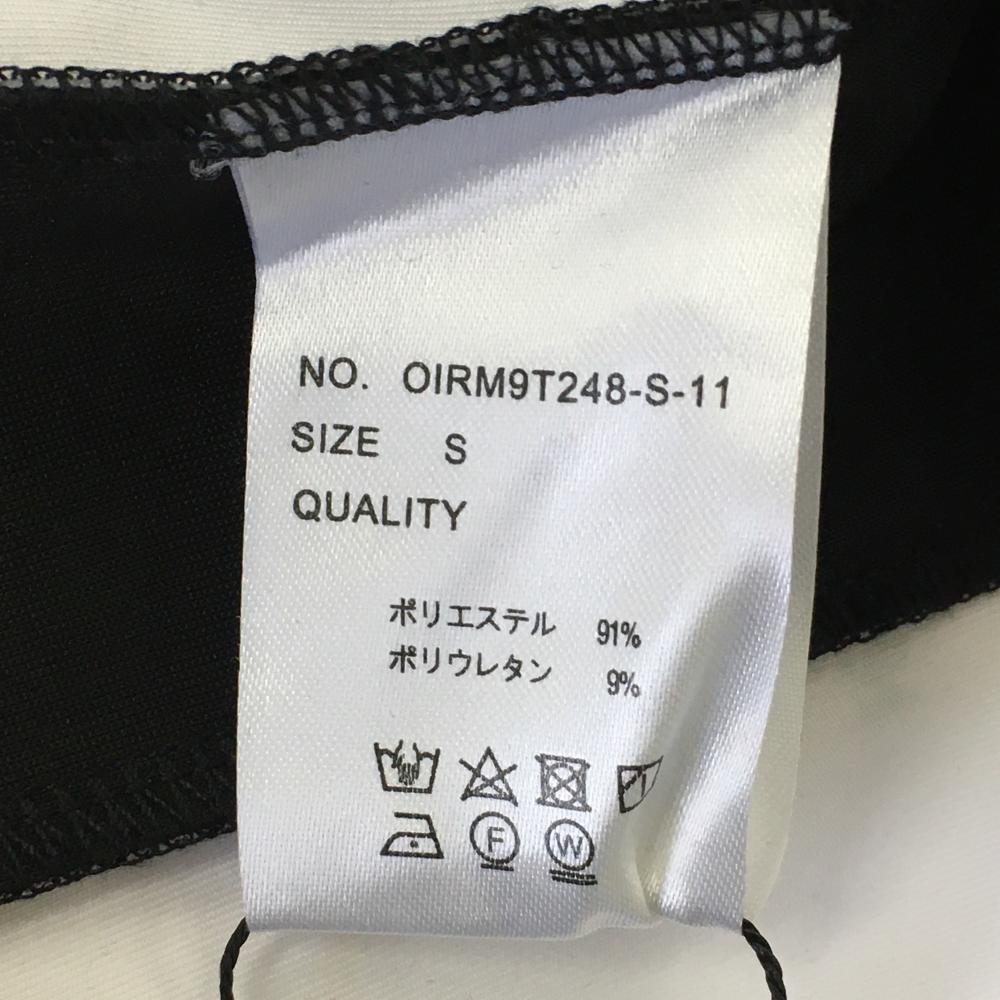 NO. OIRM9T248-S-11
SIZE S
QUALITY
ポリエステル 91%
ポリウレタン 9%
F W